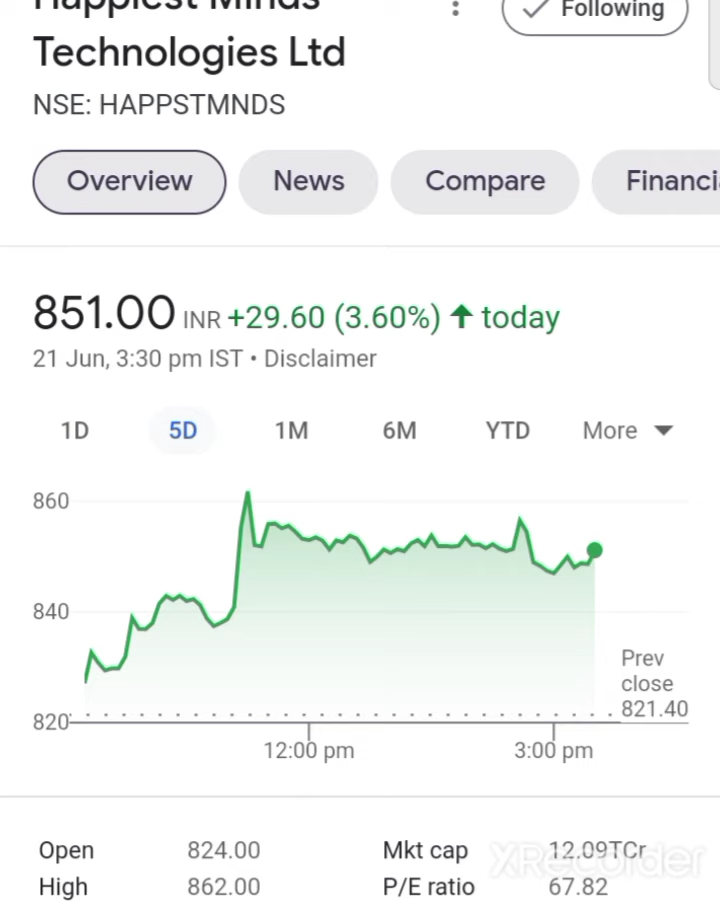 Happiest Minds
Technologies Ltd
Following
NSE: HAPPSTMNDS
Overview
News
Compare
851.00 INR +29.60 (3.60%) ↑ today
21 Jun, 3:30 pm IST • Disclaimer
1D 5D 1M 6M YTD More
860
840
820
Prev
close
821.40
12:00 pm 3:00 pm
Open 824.00 Mkt cap 12.09TCr
High 862.00 P/E ratio 67.82
XRecorder